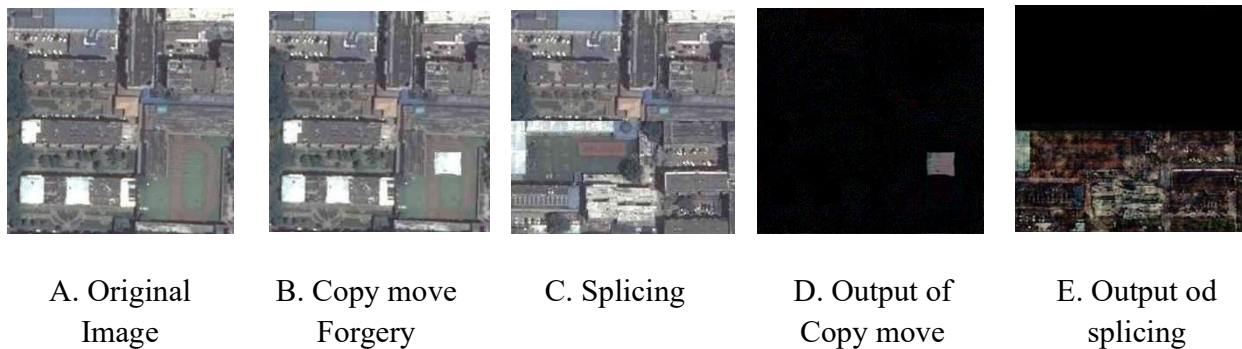 A. Original
Image
B. Copy move
Forgery
C. Splicing
D. Output of
Copy move
E. Output od
splicing